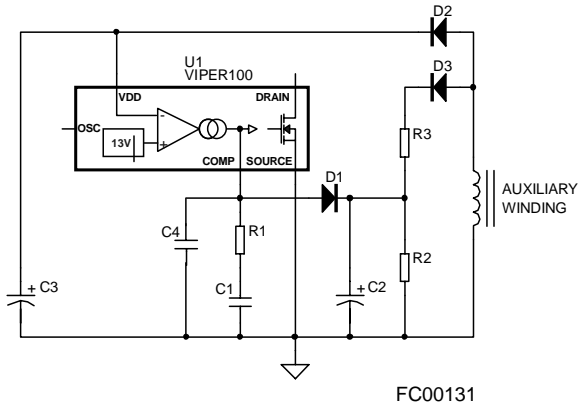 D2
U1
VIPER100
D3
VDD
DRAIN
-
OSC
13V
+
COMP
SOURCE
R3
D1
AUXILIARY
WINDING
C4
R1
R2
+ C3
C1
+ C2
FC00131